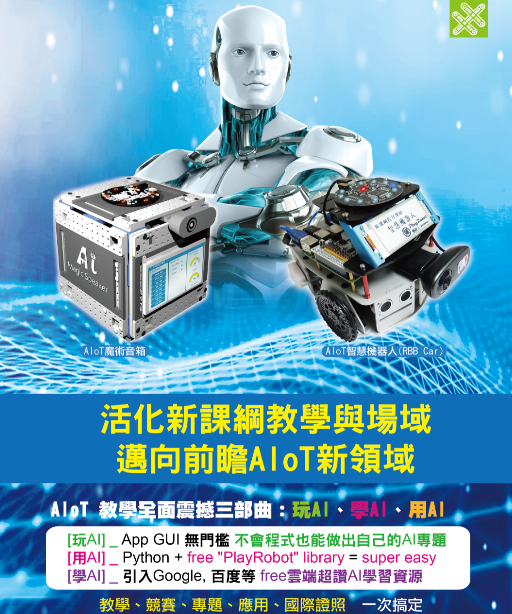 Ai
Magic Speaker
智慧機器人
AIoT魔術音箱
AIoT智慧機器人(RBB Car)
活化新課綱教學與場域
邁向前瞻AIoT新領域
AIoT 教學全面震撼三部曲：玩AI、學AI、用AI
[玩AI] _ App GUI 無門檻 不會程式也能做出自己的AI專題
[用AI] _ Python + free "PlayRobot" library = super easy
[學AI] _ 引入Google, 百度等 free雲端超讚AI學習資源
教學、競賽、專題、應用、國際證照 一次搞定